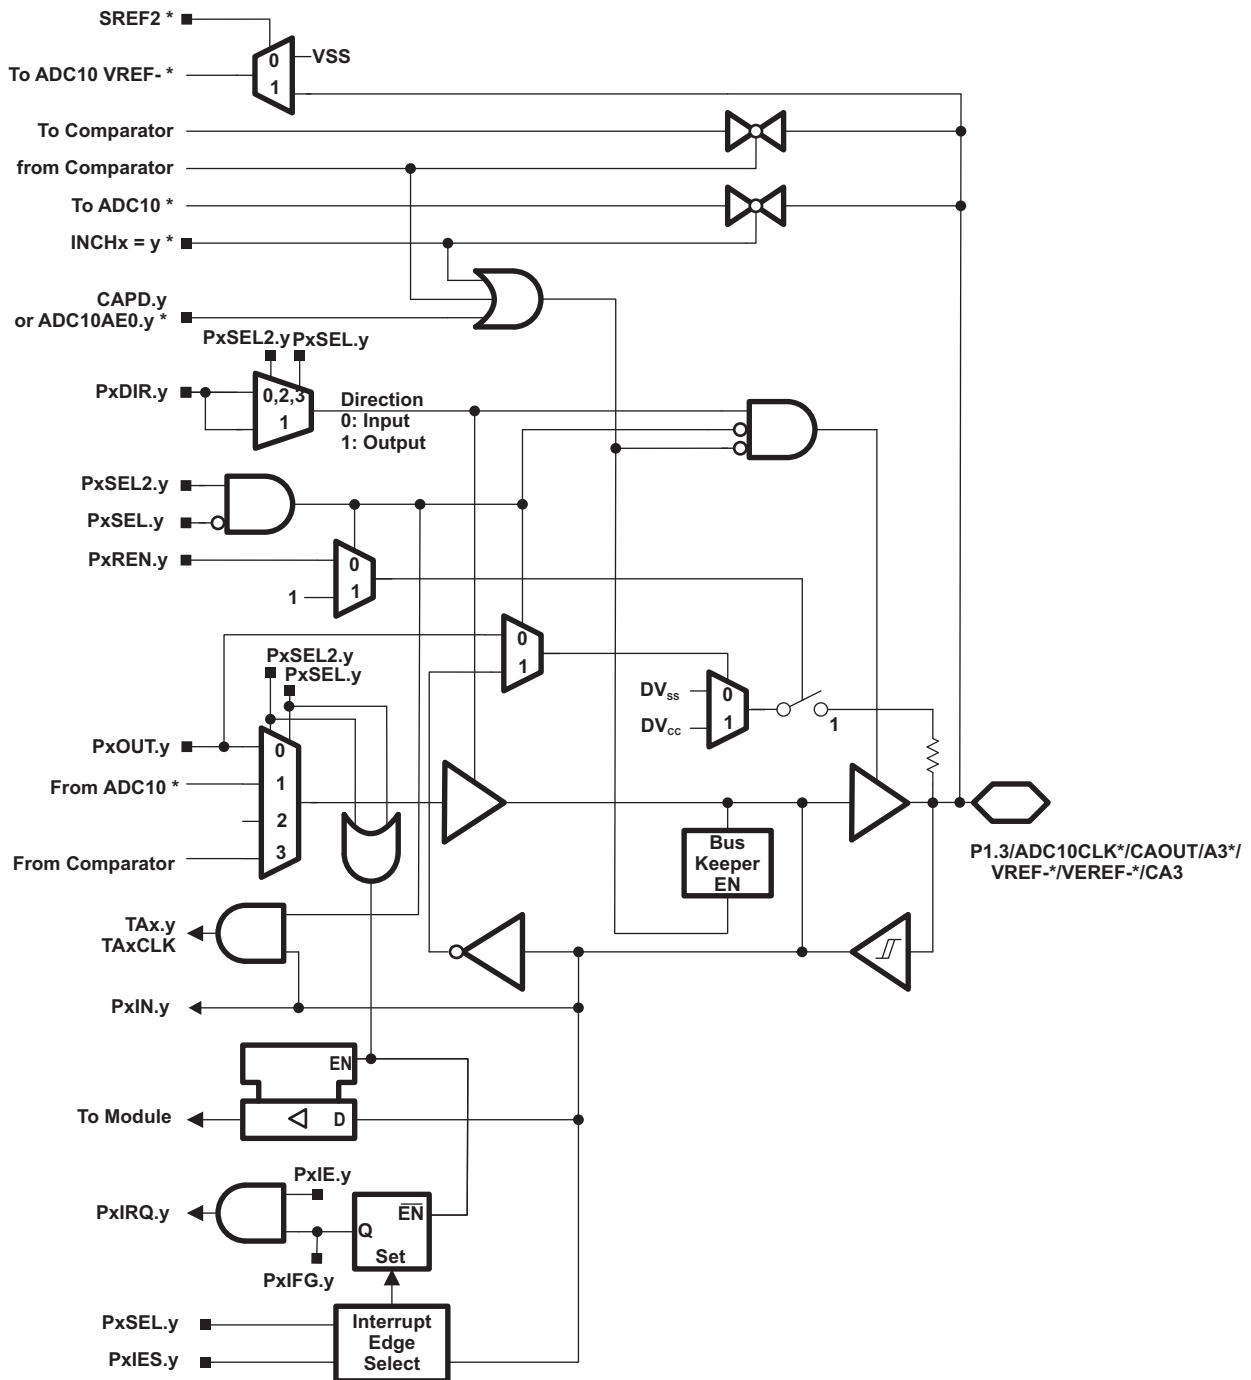 SREF2 *
VSS
0
To ADC10 VREF- *
1
To Comparator
from Comparator
To ADC10 *
INCHx = y *
CAPD.y
or ADC10AE0.y *
PxSEL2.y PxSEL.y
PxDIR.y
0,2,3
1
Direction
0: Input
1: Output
PxSEL2.y
PxSEL.y
PxREN.y
0
1
1
0
1
PxSEL2.y
PxSEL.y
DVSS
0
DVCC
1
1
PxOUT.y
0
From ADC10 *
1
2
From Comparator
3
Bus
Keeper
EN
P1.3/ADC10CLK*/CAOUT/A3*/
VREF-*/VEREF-*/CA3
TAx.y
TAxCLK
PxIN.y
EN
To Module
D
PxIE.y
PxIRQ.y
EN
Q
Set
PxIFG.y
PxSEL.y
PxIES.y
Interrupt
Edge
Select